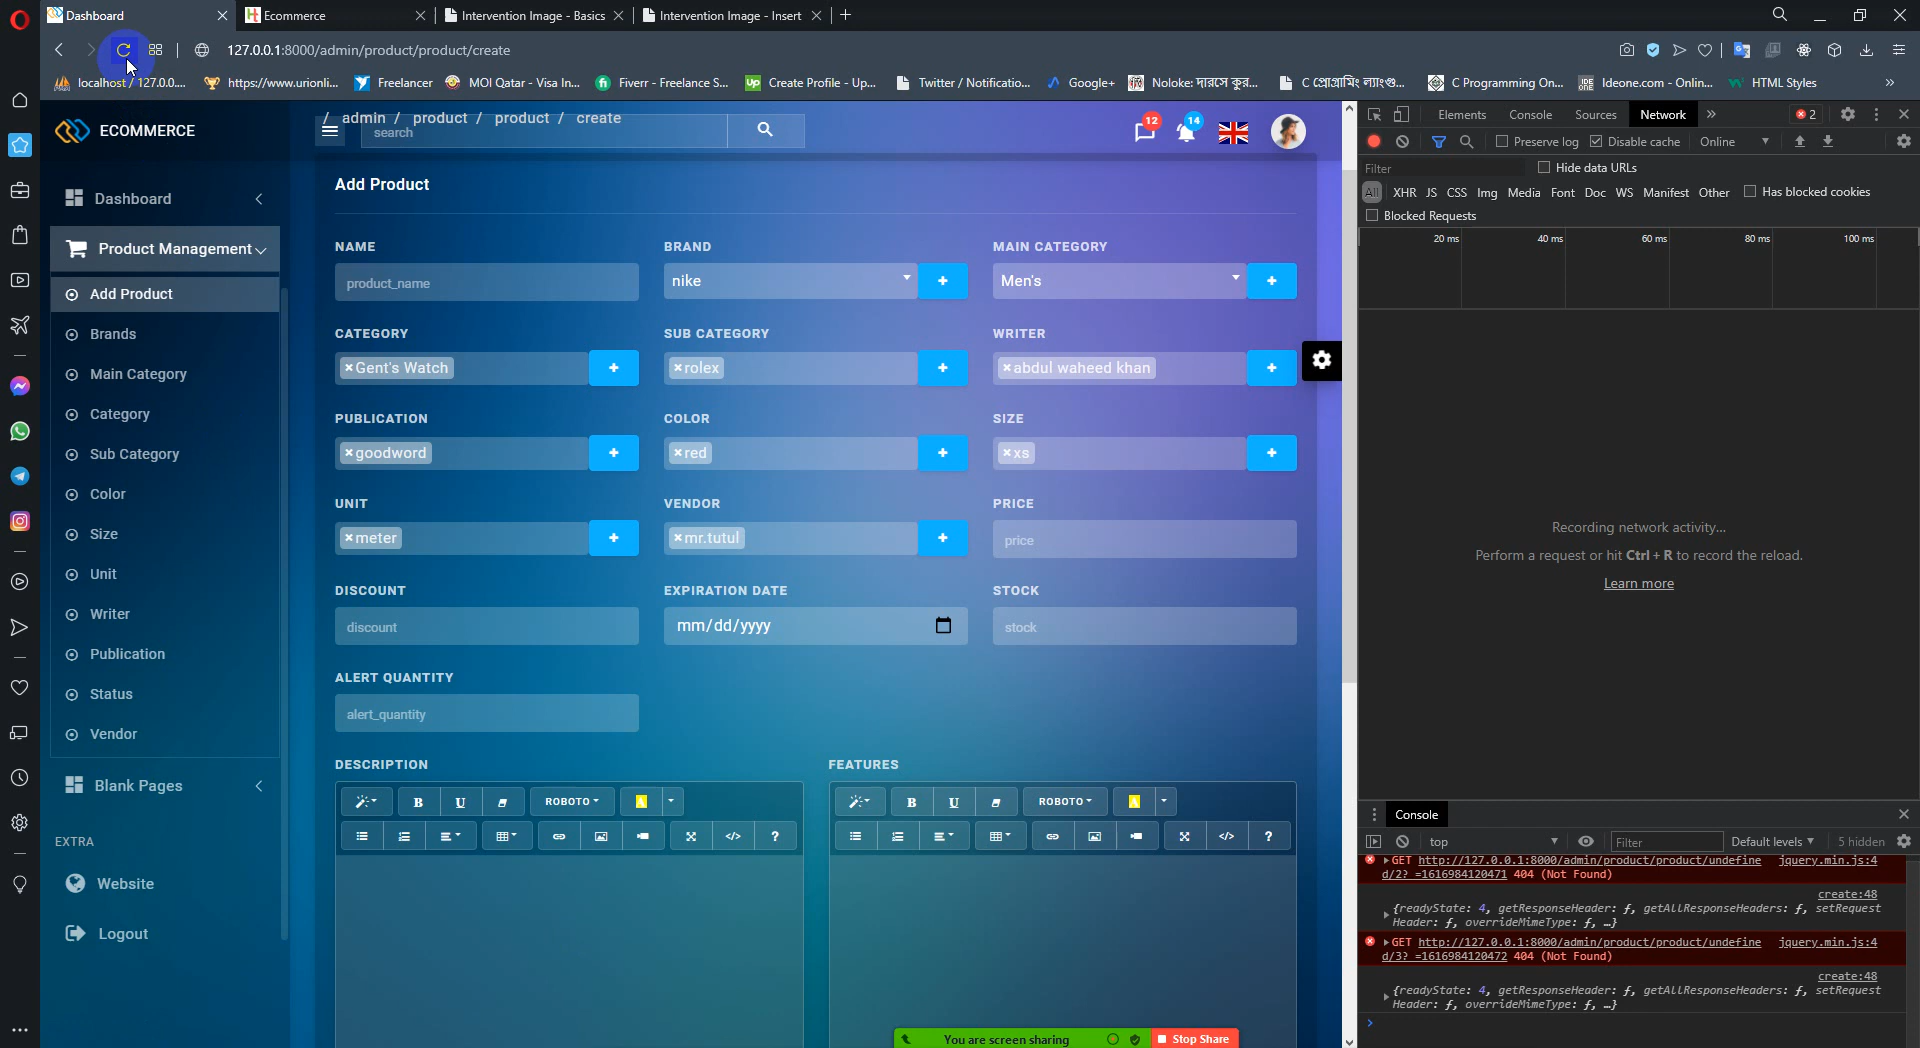 Dashboard
Ecommerce
Intervention Image - Basics
Intervention Image - Insert
127.0.0.1:8000/admin/product/product/create
localhost / 127.0.0...
https://www.urionli...
Freelancer
MOI Qatar - Visa In...
Fiverr - Freelance S...
Up
Create Profile - Up...
Twitter / Notificatio...
Google+
Noloke: দারসে কুর...
C প্রোগ্রামিং ল্যাংগু...
C Programming On...
Ideone.com - Onlin...
HTML Styles
ECOMMERCE
/ admin / product / product / create
search
12
14
Dashboard
Product Management
Add Product
Brands
Main Category
Category
Sub Category
Color
Size
Unit
Writer
Publication
Status
Vendor
Blank Pages
EXTRA
Website
Logout
Add Product
NAME
BRAND
MAIN CATEGORY
product_name
nike
+
Men's
+
CATEGORY
SUB CATEGORY
WRITER
×Gent's Watch
+
×rolex
+
×abdul waheed khan
+
PUBLICATION
COLOR
SIZE
×goodword
+
×red
+
×xs
+
UNIT
VENDOR
PRICE
×meter
+
×mr.tutul
+
price
DISCOUNT
EXPIRATION DATE
STOCK
discount
mm/dd/yyyy
stock
ALERT QUANTITY
alert_quantity
DESCRIPTION
FEATURES
B
U
ROBOTO
A
B
U
ROBOTO
A
</>
?
</>
?
You are screen sharing
Stop Share
Elements
Console
Sources
Network
2
Preserve log
Disable cache
Online
Filter
Hide data URLs
All
XHR
JS
CSS
Img
Media
Font
Doc
WS
Manifest
Other
Has blocked cookies
Blocked Requests
20 ms
40 ms
60 ms
80 ms
100 ms
Recording network activity...
Perform a request or hit Ctrl + R to record the reload.
Learn more
Console
top
Filter
Default levels
5 hidden
GET http://127.0.0.1:8000/admin/product/product/undefine jquery.min.js:4
d/2?_=1616984120471 404 (Not Found)
create:48
{readyState: 4, getResponseHeader: ƒ, getAllResponseHeaders: ƒ, setRequest
Header: ƒ, overrideMimeType: ƒ, …}
GET http://127.0.0.1:8000/admin/product/product/undefine jquery.min.js:4
d/3?_=1616984120472 404 (Not Found)
create:48
{readyState: 4, getResponseHeader: ƒ, getAllResponseHeaders: ƒ, setRequest
Header: ƒ, overrideMimeType: ƒ, …}